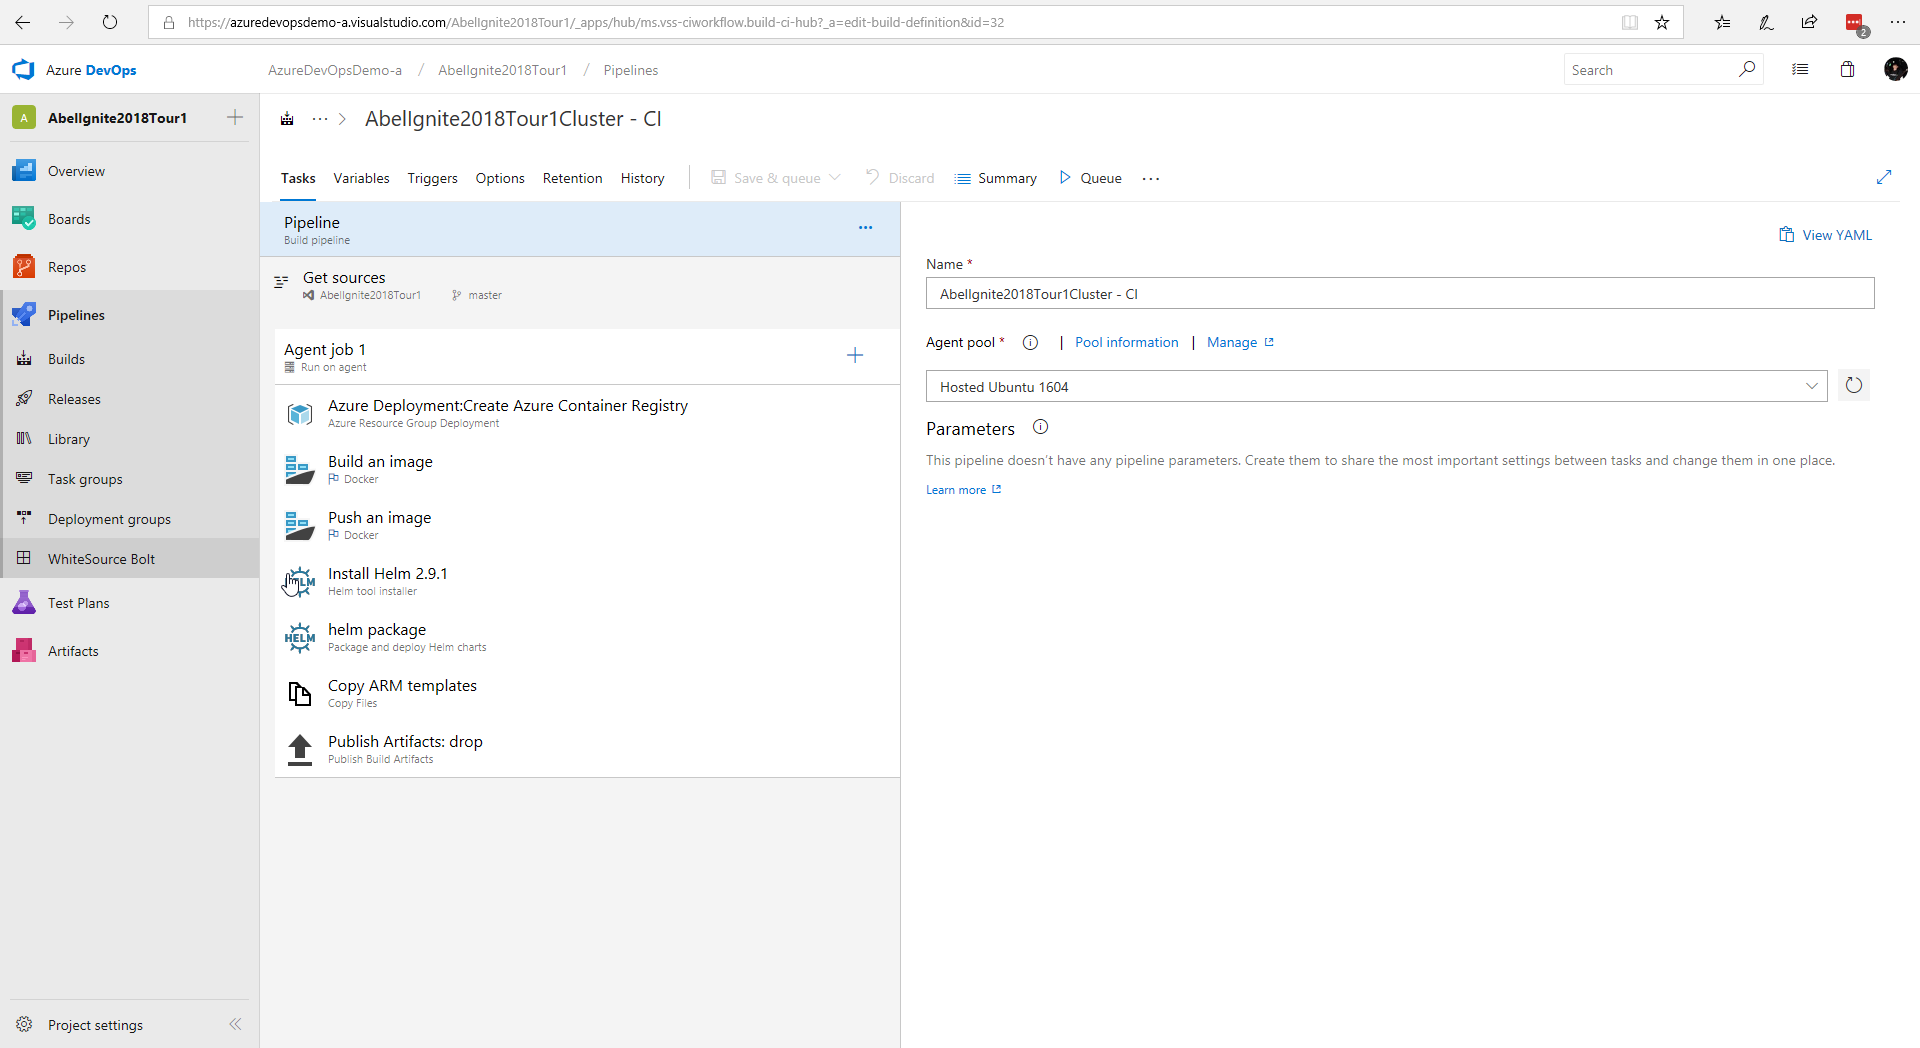 https://azuredevopsdemo-a.visualstudio.com/AbelIgnite2018Tour1/_apps/hub/ms.vss-ciworkflow.build-ci-hub?_a=edit-build-definition&id=32
2
Azure DevOps
AzureDevOpsDemo-a / AbelIgnite2018Tour1 / Pipelines
Search
A AbelIgnite2018Tour1
Overview
Boards
Repos
Pipelines
Builds
Releases
Library
Task groups
Deployment groups
WhiteSource Bolt
Test Plans
Artifacts
Project settings
AbelIgnite2018Tour1Cluster - CI
Tasks Variables Triggers Options Retention History Save & queue Discard Summary Queue
Pipeline
Build pipeline
Get sources
AbelIgnite2018Tour1 master
Agent job 1
Run on agent
Azure Deployment:Create Azure Container Registry
Azure Resource Group Deployment
Build an image
Docker
Push an image
Docker
HELM Install Helm 2.9.1
Helm tool installer
HELM helm package
Package and deploy Helm charts
Copy ARM templates
Copy Files
Publish Artifacts: drop
Publish Build Artifacts
View YAML
Name *
AbelIgnite2018Tour1Cluster - CI
Agent pool * | Pool information | Manage
Hosted Ubuntu 1604
Parameters
This pipeline doesn't have any pipeline parameters. Create them to share the most important settings between tasks and change them in one place.
Learn more